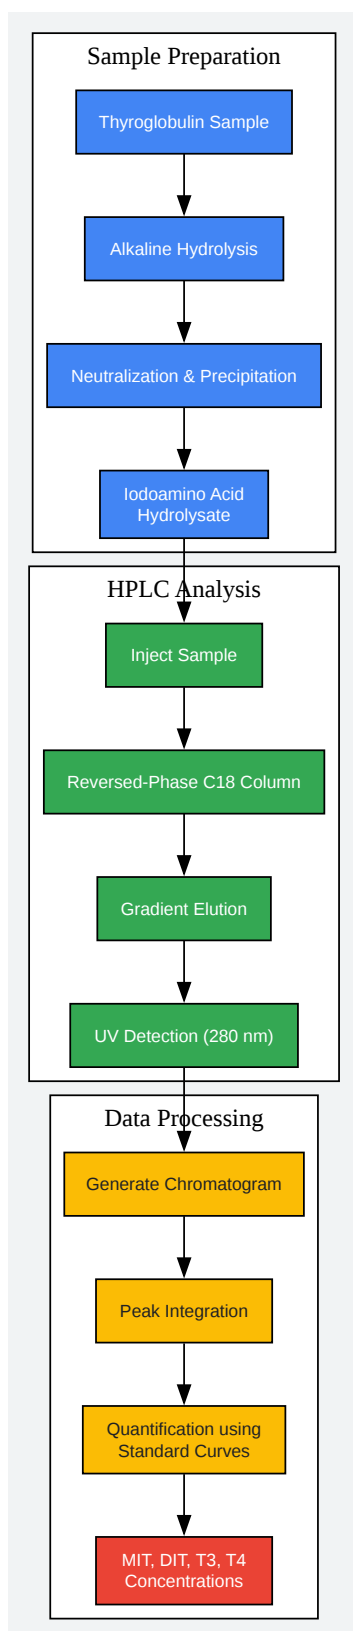 Sample Preparation
Thyroglobulin Sample
Alkaline Hydrolysis
Neutralization & Precipitation
Iodoamino Acid
Hydrolysate
HPLC Analysis
Inject Sample
Reversed-Phase C18 Column
Gradient Elution
UV Detection (280 nm)
Data Processing
Generate Chromatogram
Peak Integration
Quantification using
Standard Curves
MIT, DIT, T3, T4
Concentrations